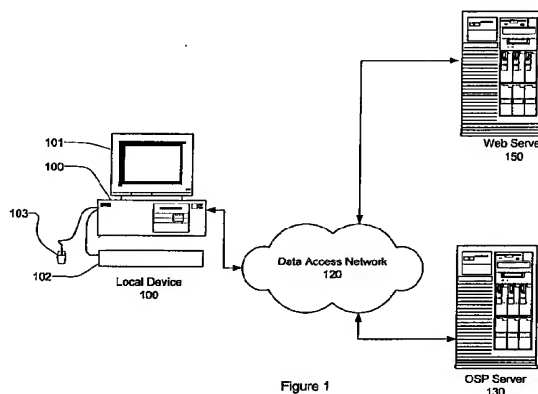 101
100
103
102
Local Device
100
Data Access Network
120
Web Serve
150
OSP Server
130
Figure 1